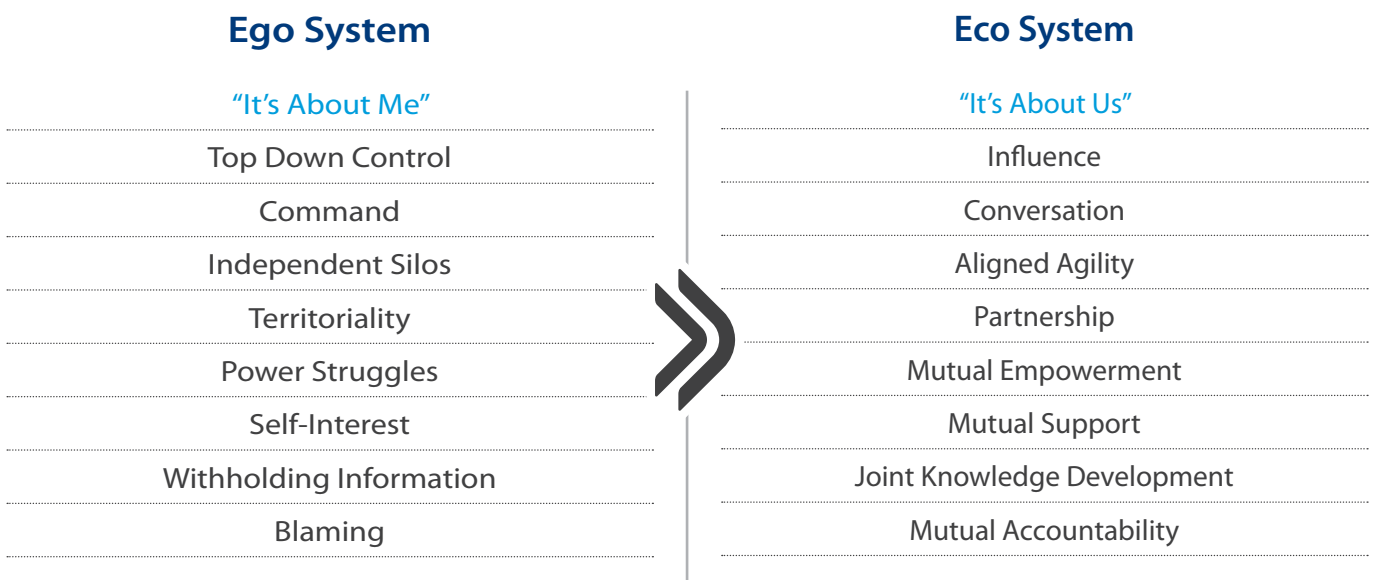 Ego System
“It’s About Me”
Top Down Control
Command
Independent Silos
Territoriality
Power Struggles
Self-Interest
Withholding Information
Blaming
Eco System
“It’s About Us”
Influence
Conversation
Aligned Agility
Partnership
Mutual Empowerment
Mutual Support
Joint Knowledge Development
Mutual Accountability